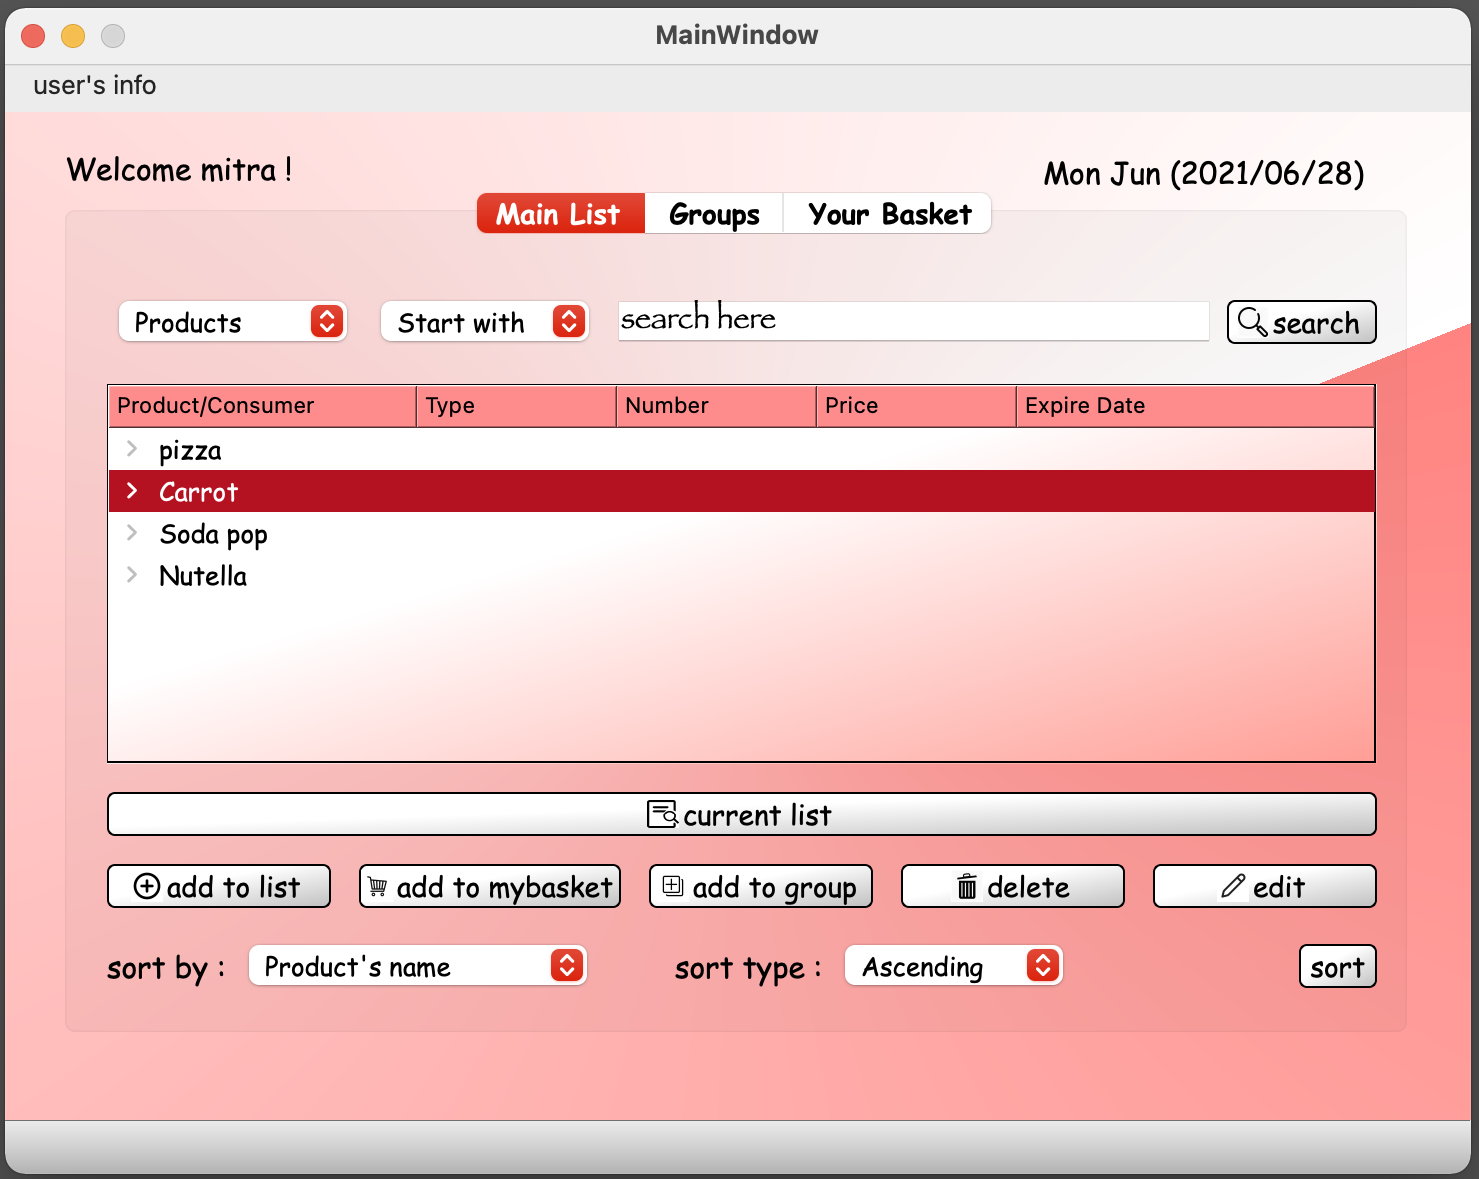 MainWindow
user's info
Welcome mitra !
Mon Jun (2021/06/28)
Main List Groups Your Basket
Products Start with search here search
Product/Consumer Type Number Price Expire Date
pizza
Carrot
Soda pop
Nutella
current list
add to list add to mybasket add to group delete edit
sort by : Product's name sort type : Ascending sort